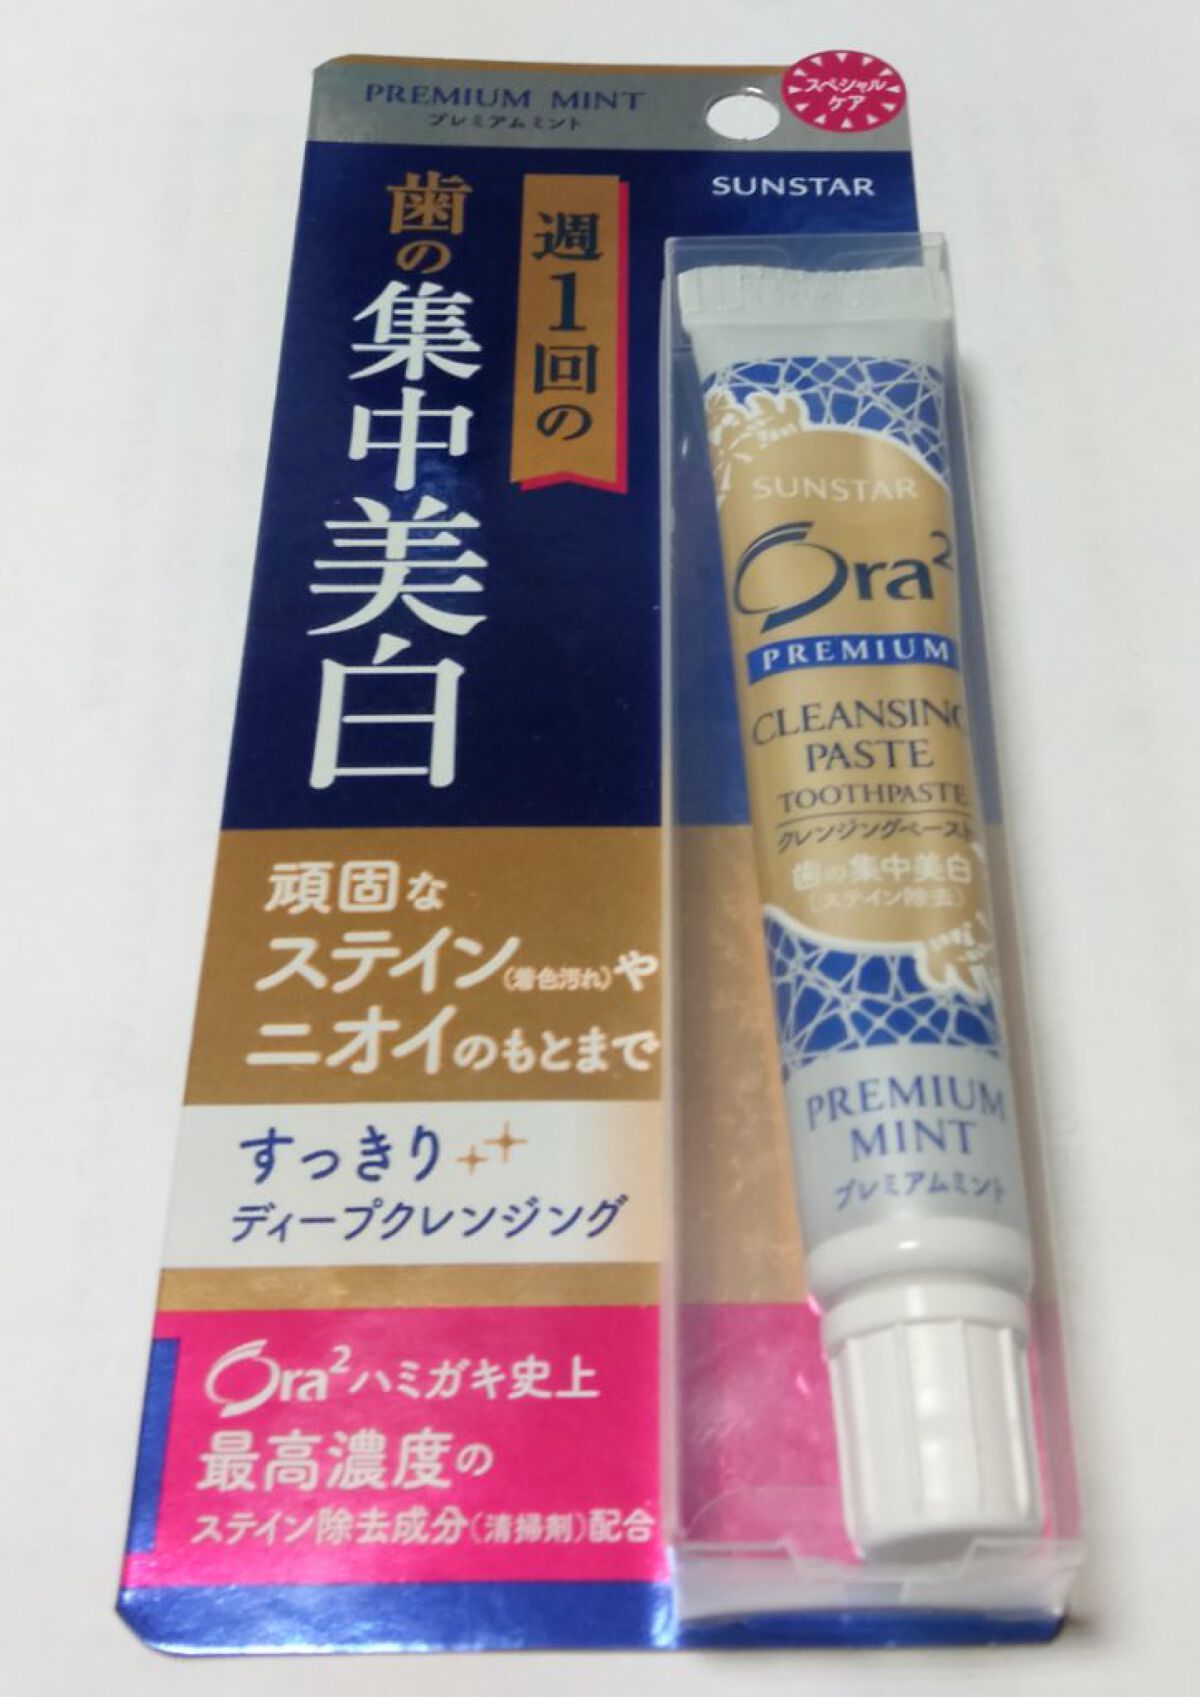 PREMIUM MINT
プレミアムミント
スペシャル
ケア
SUNSTAR
週1回の
歯の集中美白
頑固な
ステイン(着色汚れ)や
ニオイのもとまで
すっきり
ディープクレンジング
Ora²ハミガキ史上
最高濃度の
ステイン除去成分(清掃剤)配合
SUNSTAR
Ora²
PREMIUM
CLEANSING
PASTE
TOOTHPASTE
クレンジングペースト
歯の集中美白
(ステイン除去)
PREMIUM
MINT
プレミアムミント